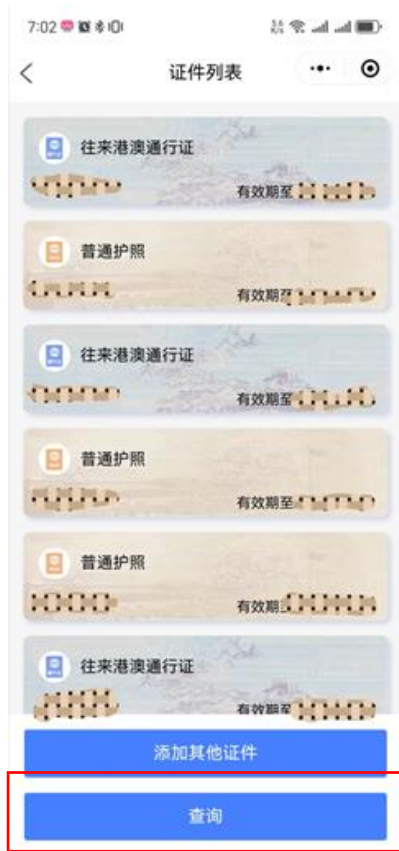 7:02
证件列表
往来港澳通行证
有效期至
普通护照
有效期至
往来港澳通行证
有效期至
普通护照
有效期至
普通护照
有效期
往来港澳通行证
有效期至
添加其他证件
查询